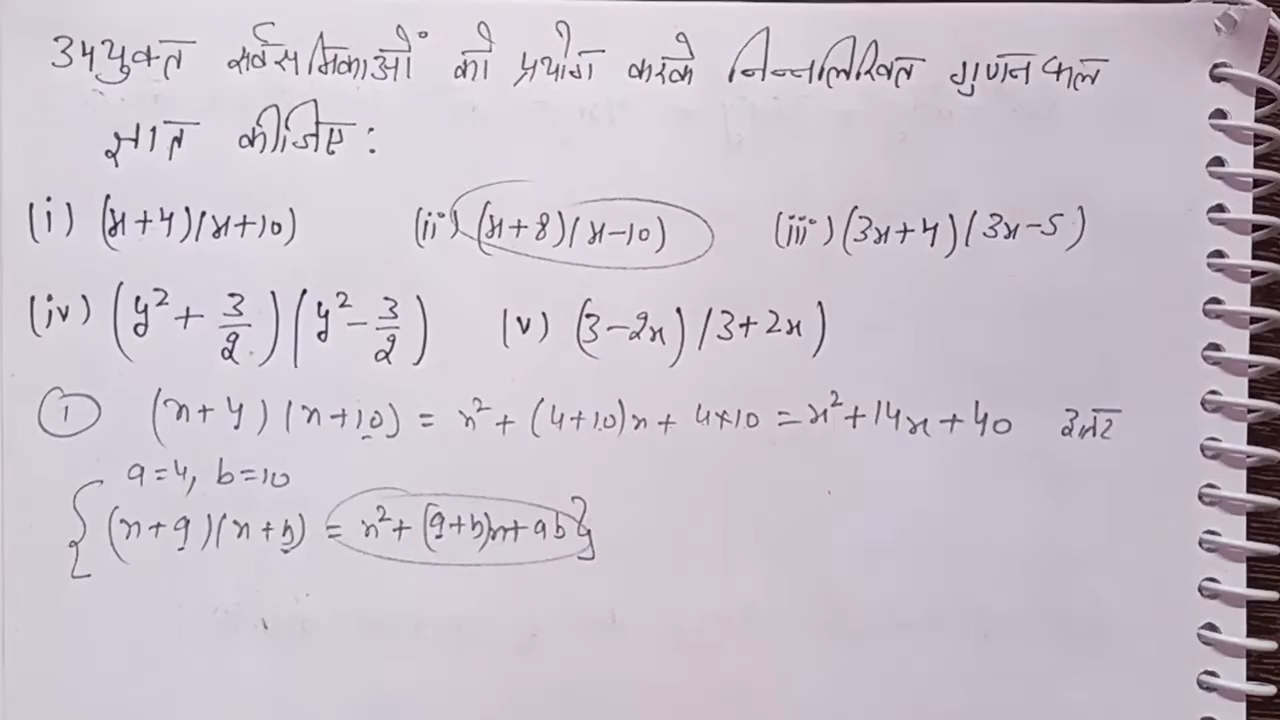 उपयुक्त सर्वसमिकाओं को प्रयोग करके निम्नलिखित गुणनफल
ज्ञात कीजिए:
(i) (x+4)(x+10) (ii) (x+8)(x-10) (iii) (3x+4)(3x-5)
(iv) (y² + 3/2)(y² - 3/2) (v) (3-2x)(3+2x)
① (x+4)(x+10) = x² + (4+10)x + 4×10 = x²+14x+40 उत्तर
a=4, b=10
{(x+a)(x+b) = x²+(a+b)x+ab}